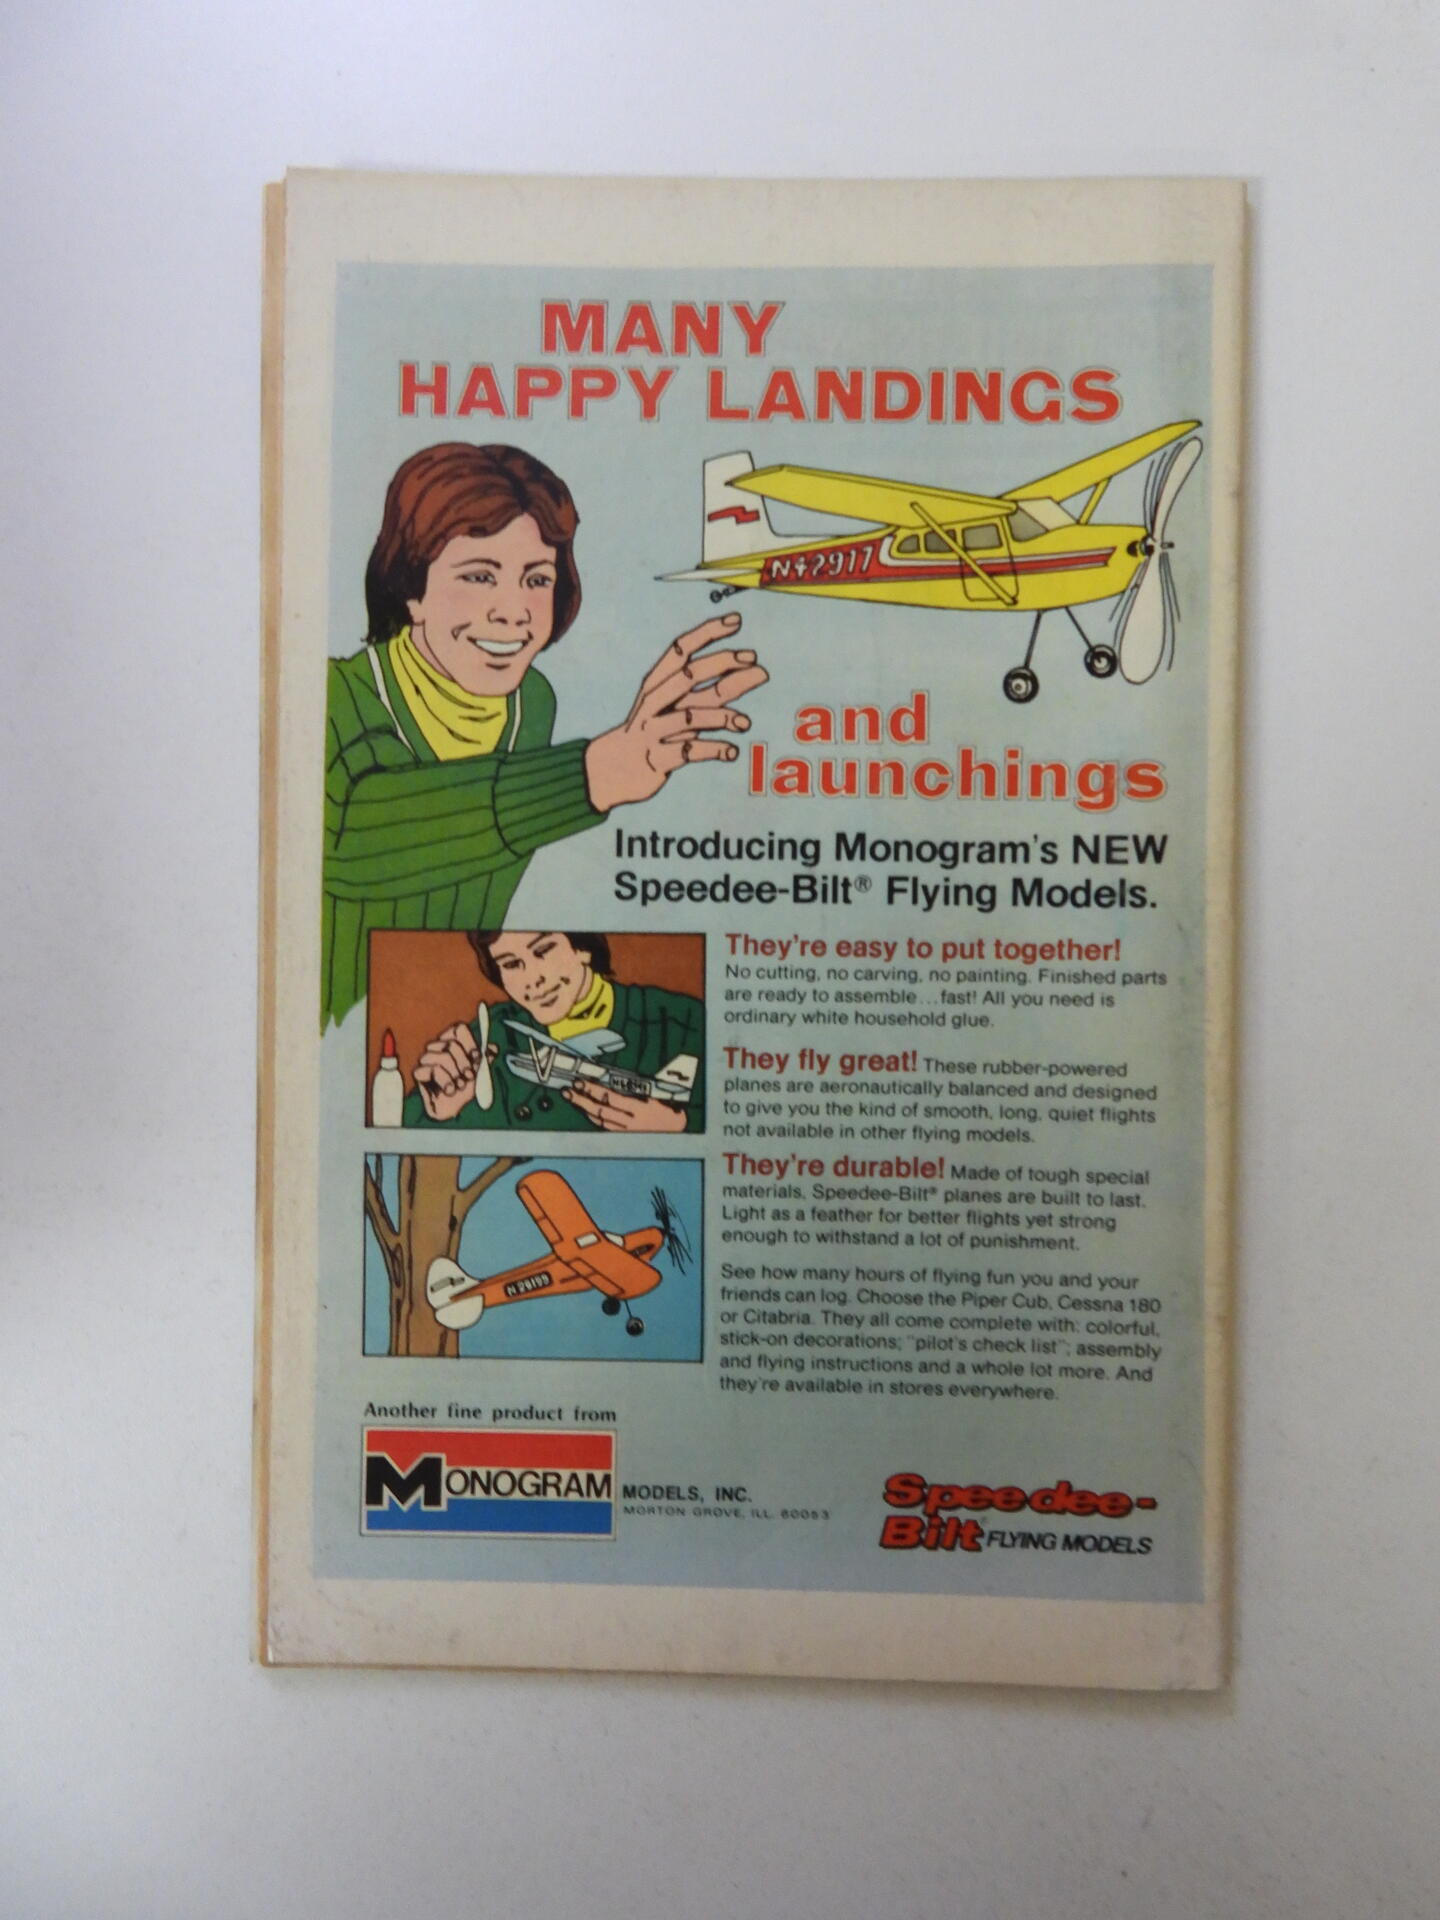 MANY
HAPPY LANDINGS
N42917
and
launchings
Introducing Monogram's NEW
Speedee-Bilt® Flying Models.
They're easy to put together!
No cutting, no carving, no painting. Finished parts
are ready to assemble...fast! All you need is
ordinary white household glue.
They fly great! These rubber-powered
planes are aeronautically balanced and designed
to give you the kind of smooth, long, quiet flights
not available in other flying models.
They're durable! Made of tough special
materials, Speedee-Bilt® planes are built to last.
Light as a feather for better flights yet strong
enough to withstand a lot of punishment.
N28199
See how many hours of flying fun you and your
friends can log. Choose the Piper Cub, Cessna 180
or Citabria. They all come complete with: colorful,
stick-on decorations; "pilot's check list"; assembly
and flying instructions and a whole lot more. And
they're available in stores everywhere.
Another fine product from
MONOGRAM MODELS, INC.
MORTON GROVE, ILL. 60053
Speedee-
Bilt® FLYING MODELS